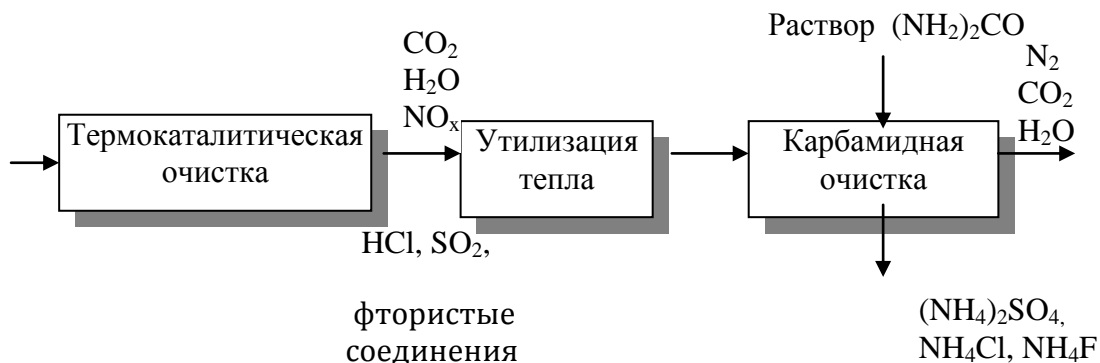 Раствор (NH₂)₂CO
CO₂
H₂O
NOₓ
N₂
CO₂
H₂O
Термокаталитическая
очистка
Утилизация
тепла
Карбамидная
очистка
HCl, SO₂,
фтористые
соединения
(NH₄)₂SO₄,
NH₄Cl, NH₄F